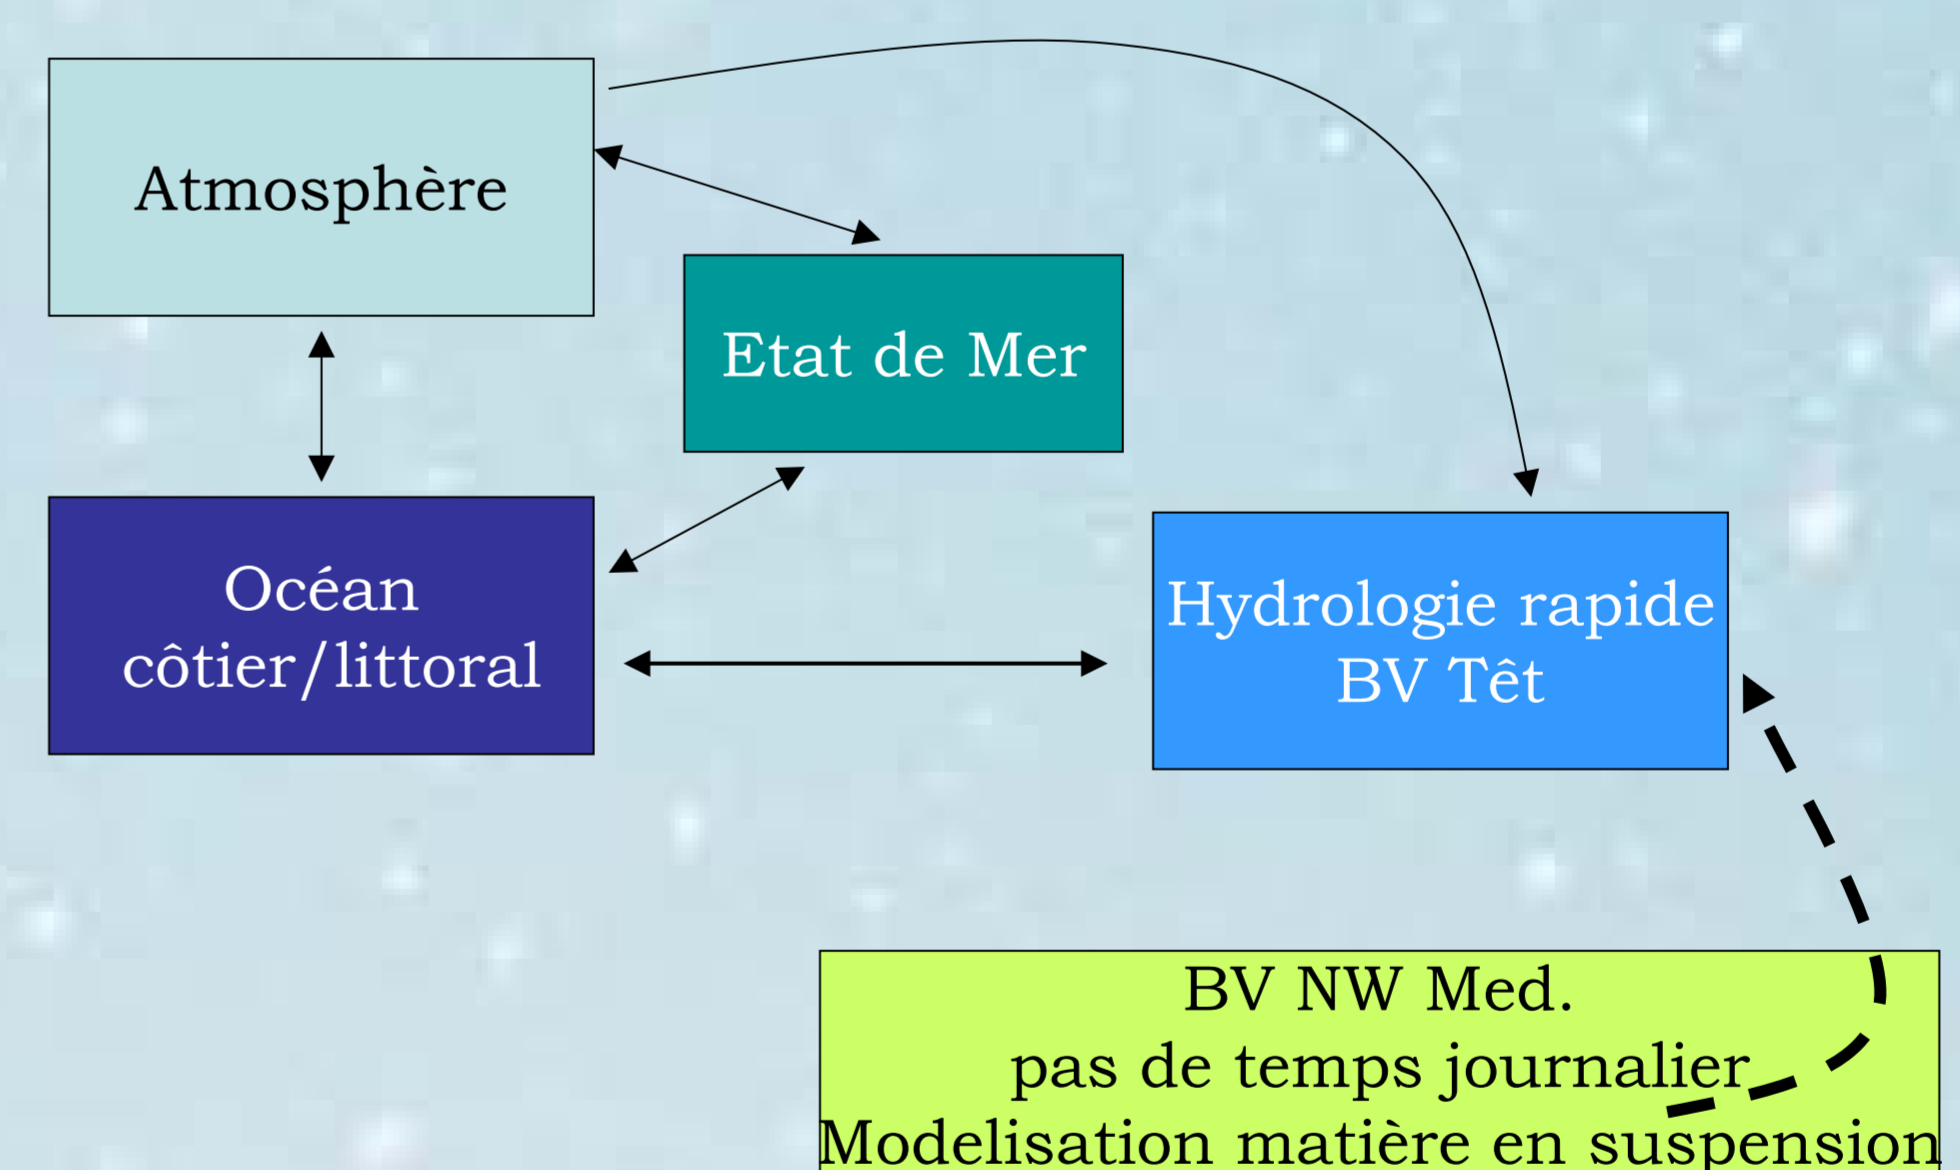 Atmosphère
Etat de Mer
Océan
côtier/littoral
Hydrologie rapide
BV Têt
BV NW Med.
pas de temps journalier
Modelisation matière en suspension